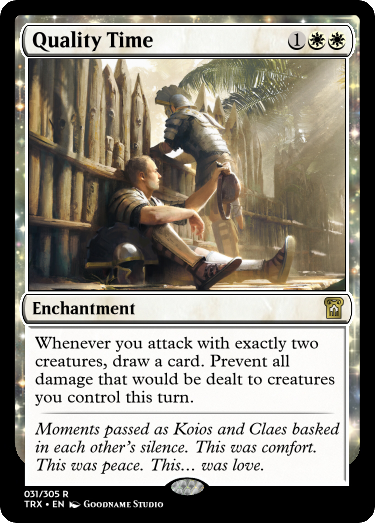 Quality Time 1
Enchantment
Whenever you attack with exactly two
creatures, draw a card. Prevent all
damage that would be dealt to creatures
you control this turn.
Moments passed as Koios and Claes basked
in each other's silence. This was comfort.
This was peace. This... was love.
031/305 R
TRX • EN Goodname Studio